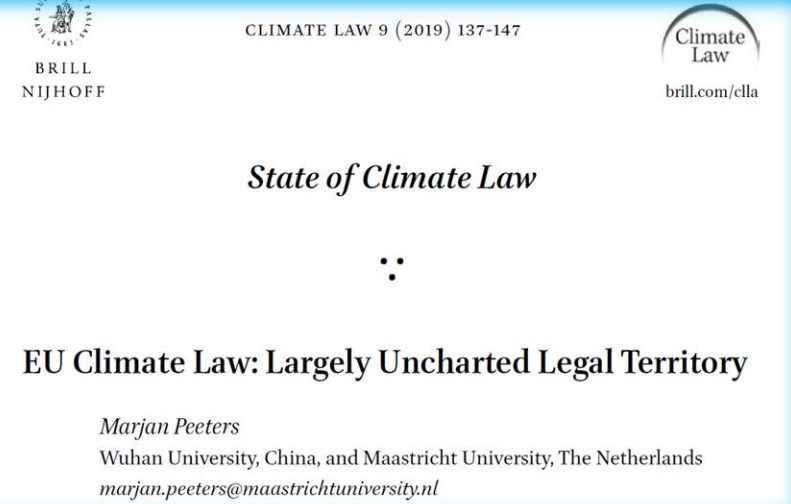 CLIMATE LAW 9 (2019) 137-147
BRILL
NIJHOFF
Climate
Law
brill.com/clla
State of Climate Law
EU Climate Law: Largely Uncharted Legal Territory
Marjan Peeters
Wuhan University, China, and Maastricht University, The Netherlands
marjan.peeters@maastrichtuniversity.nl